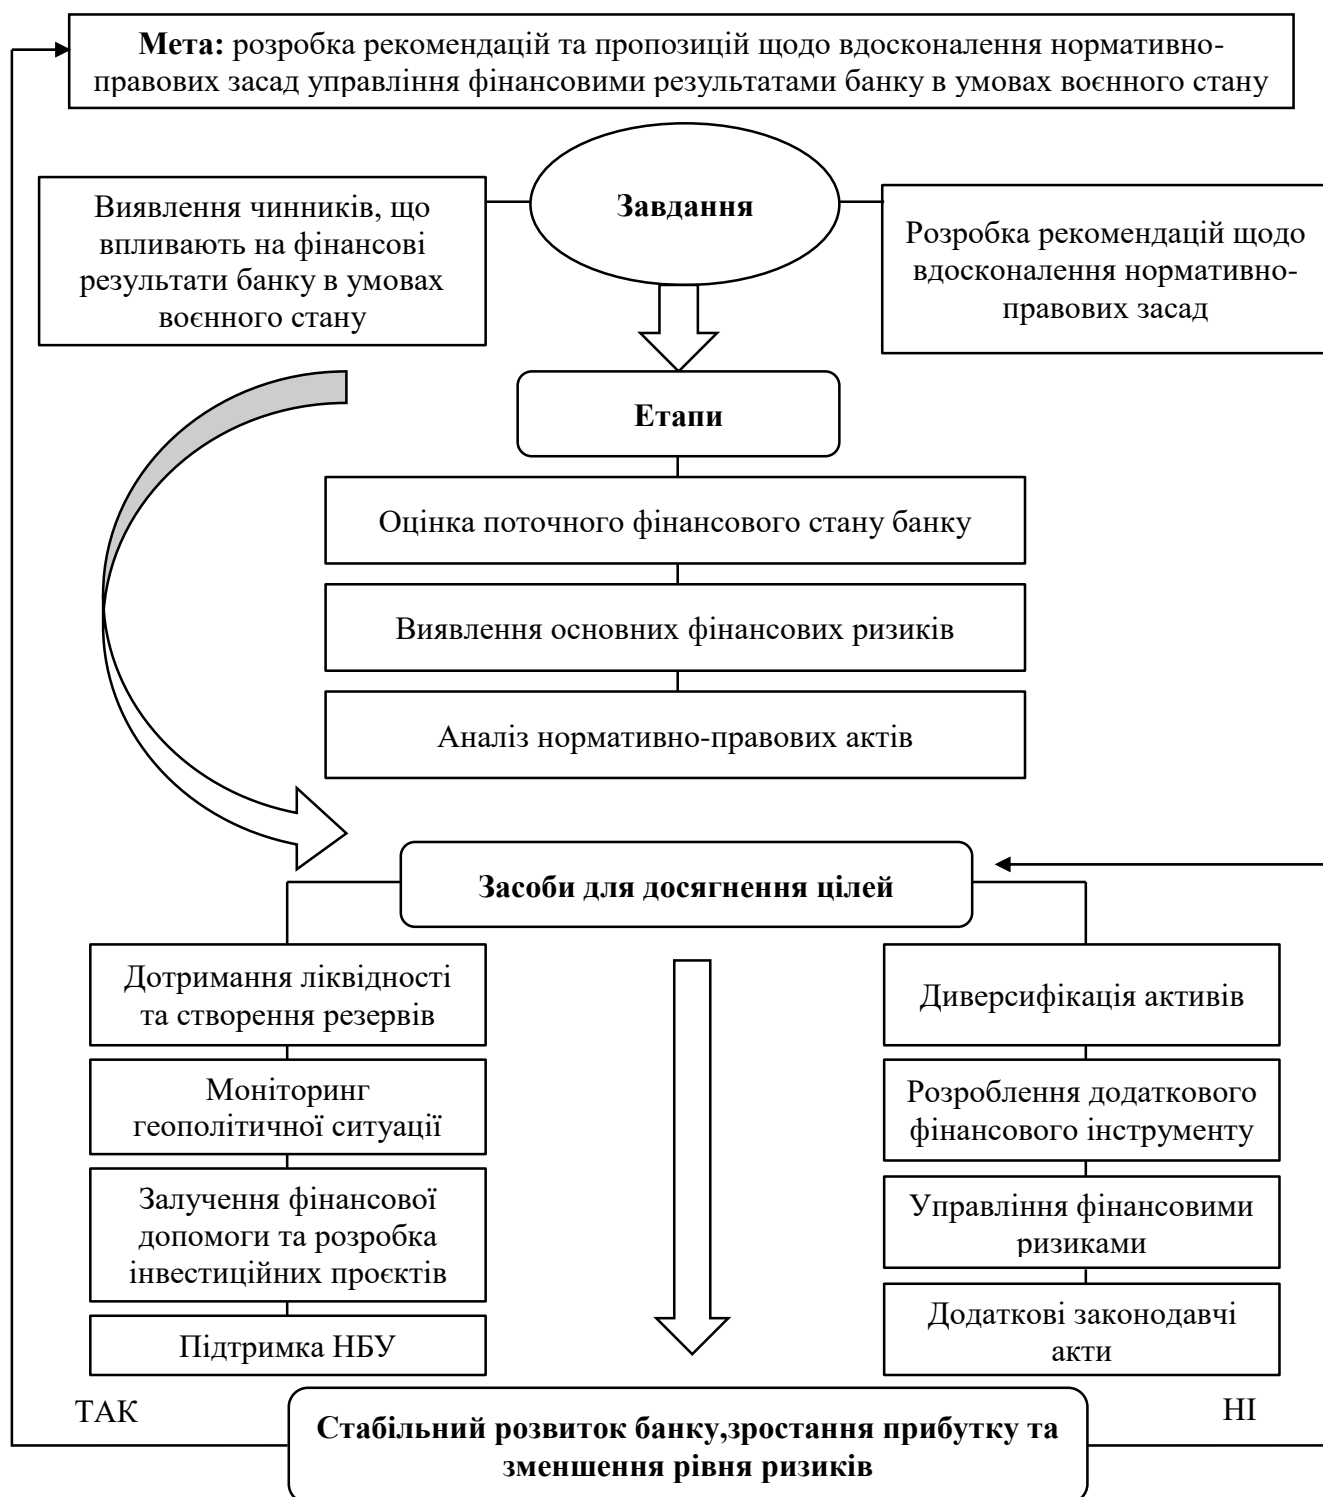 Мета: розробка рекомендацій та пропозицій щодо вдосконалення нормативно-
правових засад управління фінансовими результатами банку в умовах воєнного стану
Завдання
Виявлення чинників, що
впливають на фінансові
результати банку в умовах
воєнного стану
Розробка рекомендацій щодо
вдосконалення нормативно-
правових засад
Етапи
Оцінка поточного фінансового стану банку
Виявлення основних фінансових ризиків
Аналіз нормативно-правових актів
Засоби для досягнення цілей
Дотримання ліквідності
та створення резервів
Моніторинг
геополітичної ситуації
Залучення фінансової
допомоги та розробка
інвестиційних проєктів
Підтримка НБУ
Диверсифікація активів
Розроблення додаткового
фінансового інструменту
Управління фінансовими
ризиками
Додаткові законодавчі
акти
ТАК
НІ
Стабільний розвиток банку,зростання прибутку та
зменшення рівня ризиків